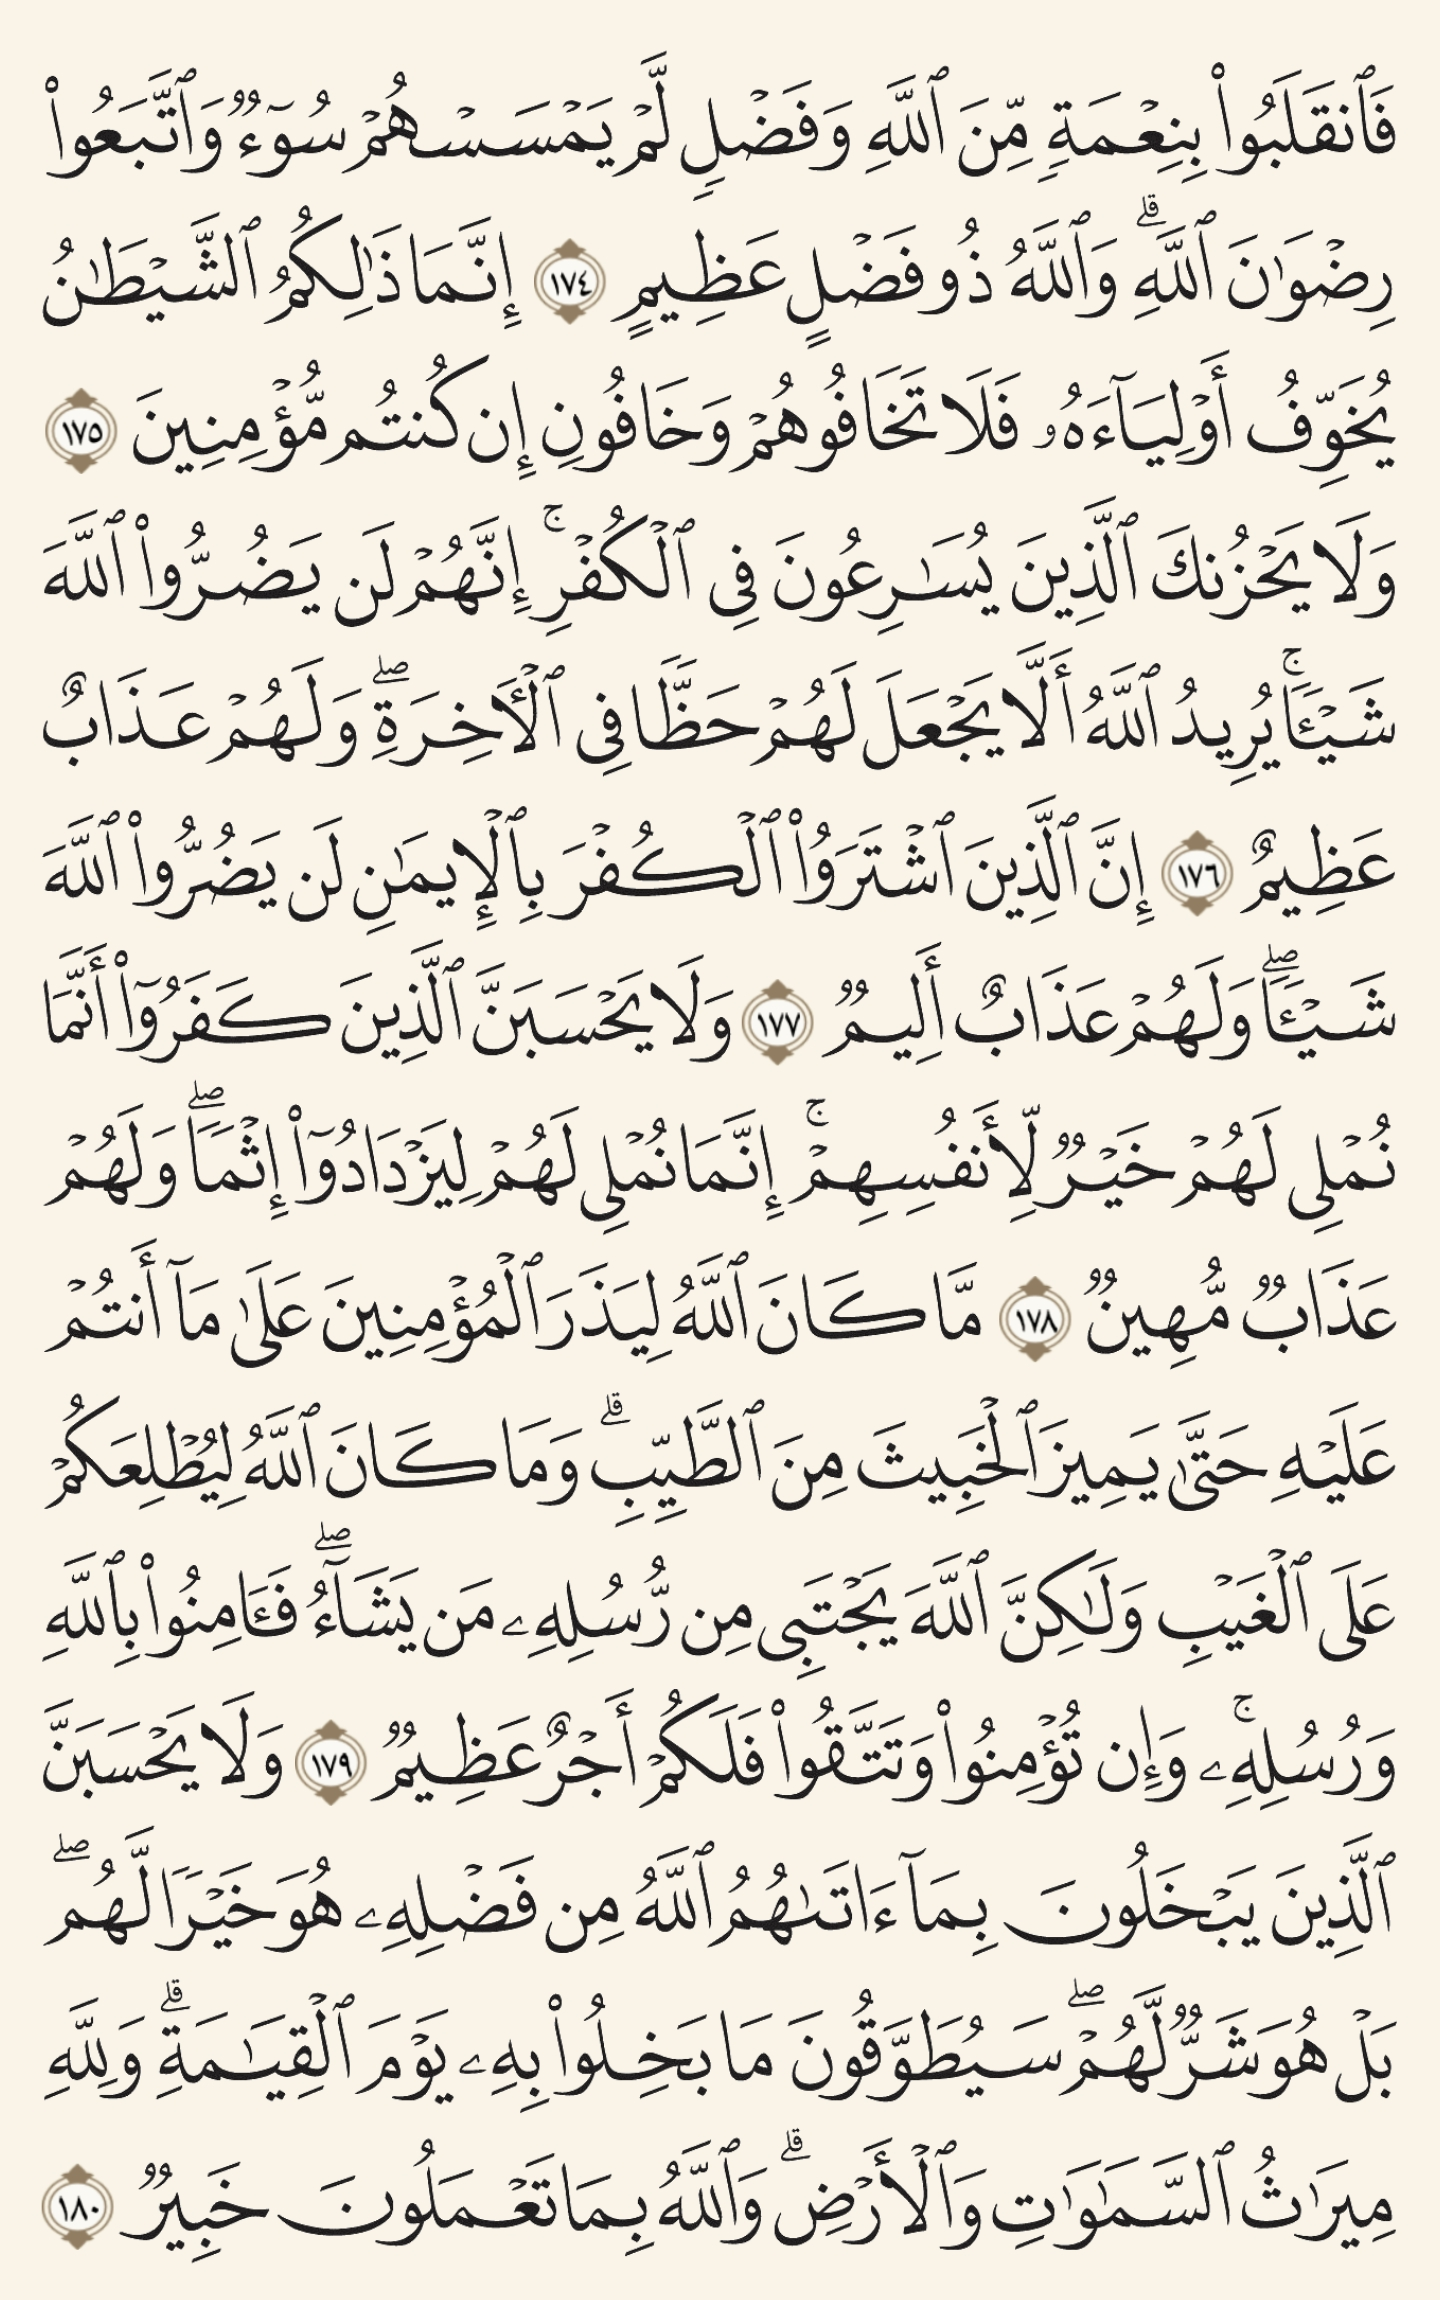 فَٱنقَلَبُوا۟ بِنِعْمَةٍ مِّنَ ٱللَّهِ وَفَضْلٍ لَّمْ يَمْسَسْهُمْ سُوٓءٌ وَٱتَّبَعُوا۟
رِضْوَٰنَ ٱللَّهِ ۗ وَٱللَّهُ ذُو فَضْلٍ عَظِيمٍ ١٧٤ إِنَّمَا ذَٰلِكُمُ ٱلشَّيْطَٰنُ
يُخَوِّفُ أَوْلِيَآءَهُۥ فَلَا تَخَافُوهُمْ وَخَافُونِ إِن كُنتُم مُّؤْمِنِينَ ١٧٥
وَلَا يَحْزُنكَ ٱلَّذِينَ يُسَٰرِعُونَ فِى ٱلْكُفْرِ ۚ إِنَّهُمْ لَن يَضُرُّوا۟ ٱللَّهَ
شَيْـًٔا ۚ يُرِيدُ ٱللَّهُ أَلَّا يَجْعَلَ لَهُمْ حَظًّا فِى ٱلْـَٔاخِرَةِ ۖ وَلَهُمْ عَذَابٌ
عَظِيمٌ ١٧٦ إِنَّ ٱلَّذِينَ ٱشْتَرَوُا۟ ٱلْكُفْرَ بِٱلْإِيمَٰنِ لَن يَضُرُّوا۟ ٱللَّهَ
شَيْـًٔا ۖ وَلَهُمْ عَذَابٌ أَلِيمٌ ١٧٧ وَلَا يَحْسَبَنَّ ٱلَّذِينَ كَفَرُوٓا۟ أَنَّمَا
نُمْلِى لَهُمْ خَيْرٌ لِّأَنفُسِهِمْ ۚ إِنَّمَا نُمْلِى لَهُمْ لِيَزْدَادُوٓا۟ إِثْمًا ۖ وَلَهُمْ
عَذَابٌ مُّهِينٌ ١٧٨ مَّا كَانَ ٱللَّهُ لِيَذَرَ ٱلْمُؤْمِنِينَ عَلَىٰ مَآ أَنتُمْ
عَلَيْهِ حَتَّىٰ يَمِيزَ ٱلْخَبِيثَ مِنَ ٱلطَّيِّبِ ۗ وَمَا كَانَ ٱللَّهُ لِيُطْلِعَكُمْ
عَلَى ٱلْغَيْبِ وَلَٰكِنَّ ٱللَّهَ يَجْتَبِى مِن رُّسُلِهِۦ مَن يَشَآءُ ۖ فَـَٔامِنُوا۟ بِٱللَّهِ
وَرُسُلِهِۦ ۚ وَإِن تُؤْمِنُوا۟ وَتَتَّقُوا۟ فَلَكُمْ أَجْرٌ عَظِيمٌ ١٧٩ وَلَا يَحْسَبَنَّ
ٱلَّذِينَ يَبْخَلُونَ بِمَآ ءَاتَىٰهُمُ ٱللَّهُ مِن فَضْلِهِۦ هُوَ خَيْرًا لَّهُم ۖ
بَلْ هُوَ شَرٌّ لَّهُمْ ۖ سَيُطَوَّقُونَ مَا بَخِلُوا۟ بِهِۦ يَوْمَ ٱلْقِيَٰمَةِ ۗ وَلِلَّهِ
مِيرَٰثُ ٱلسَّمَٰوَٰتِ وَٱلْأَرْضِ ۗ وَٱللَّهُ بِمَا تَعْمَلُونَ خَبِيرٌ ١٨٠